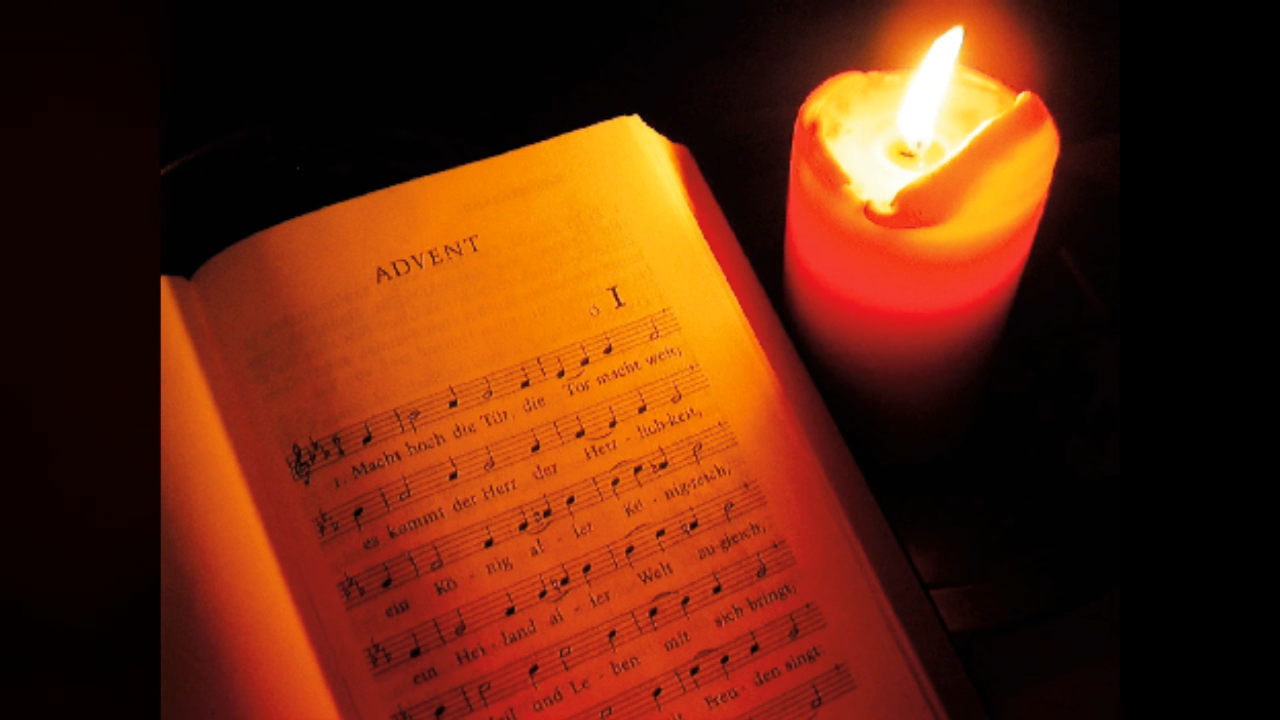 ADVENT
6 1
1. Macht hoch die Tür, die Tor macht weit,
es kommt der Herr der Herr - lich-keit,
ein Kö - nig al - ler Kö - nig-reich,
ein Hei - land al - ler Welt zu-gleich,
und Le - ben mit sich bringt,
Freu - den singt